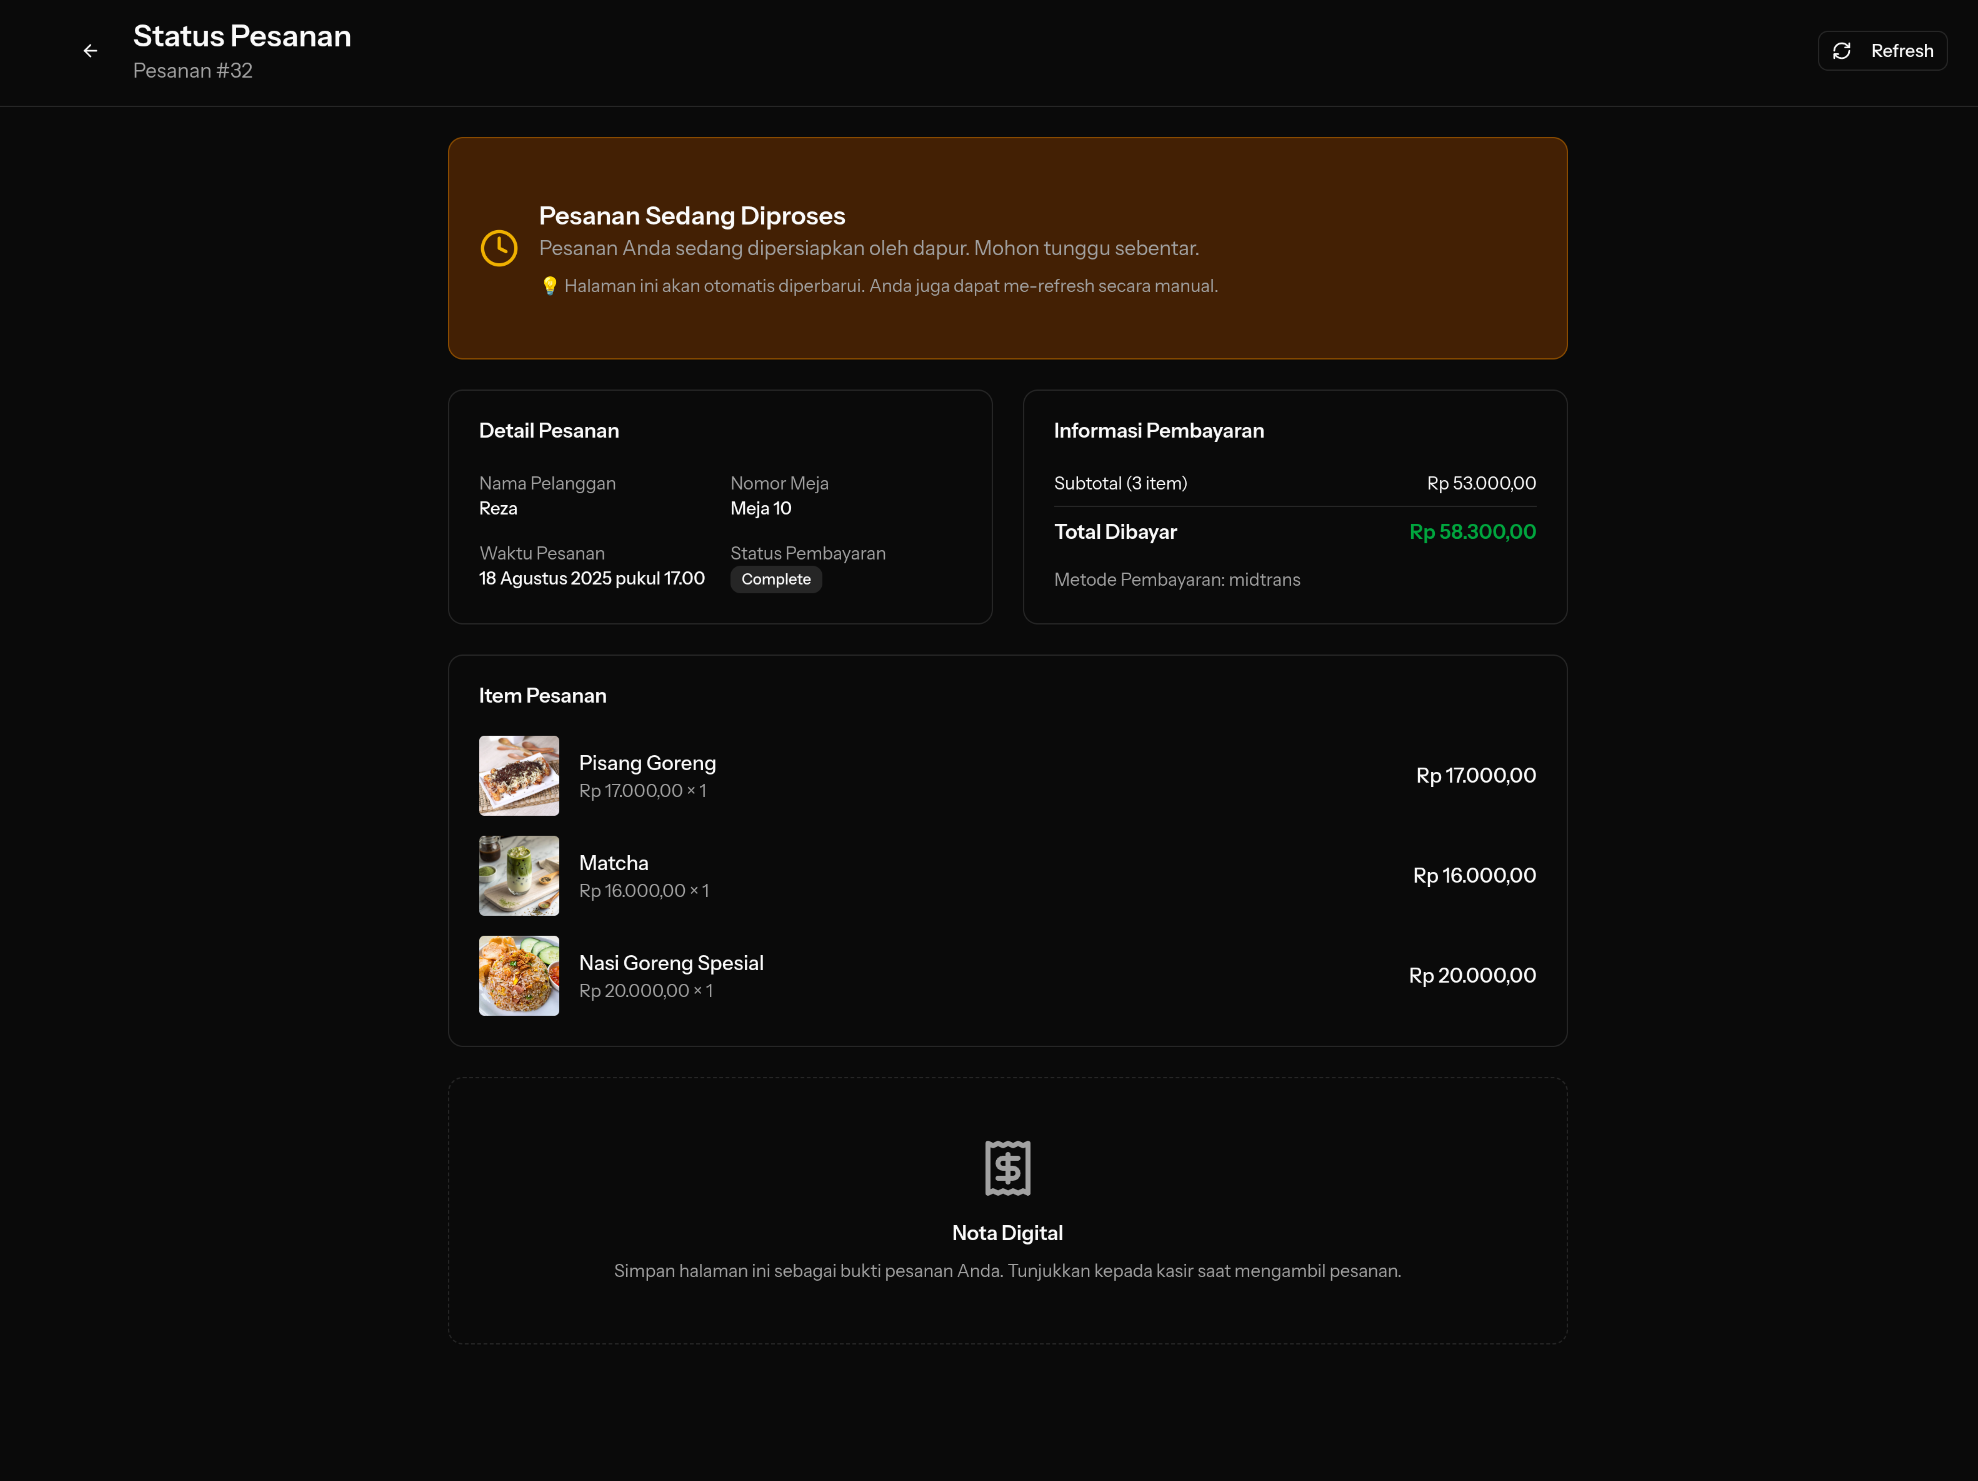 Status Pesanan
Pesanan #32
Refresh
Pesanan Sedang Diproses
Pesanan Anda sedang dipersiapkan oleh dapur. Mohon tunggu sebentar.
💡 Halaman ini akan otomatis diperbarui. Anda juga dapat me-refresh secara manual.
Detail Pesanan
Nama Pelanggan
Reza
Nomor Meja
Meja 10
Waktu Pesanan
18 Agustus 2025 pukul 17.00
Status Pembayaran
Complete
Informasi Pembayaran
Subtotal (3 item) Rp 53.000,00
Total Dibayar Rp 58.300,00
Metode Pembayaran: midtrans
Item Pesanan
Pisang Goreng
Rp 17.000,00 × 1
Rp 17.000,00
Matcha
Rp 16.000,00 × 1
Rp 16.000,00
Nasi Goreng Spesial
Rp 20.000,00 × 1
Rp 20.000,00
Nota Digital
Simpan halaman ini sebagai bukti pesanan Anda. Tunjukkan kepada kasir saat mengambil pesanan.